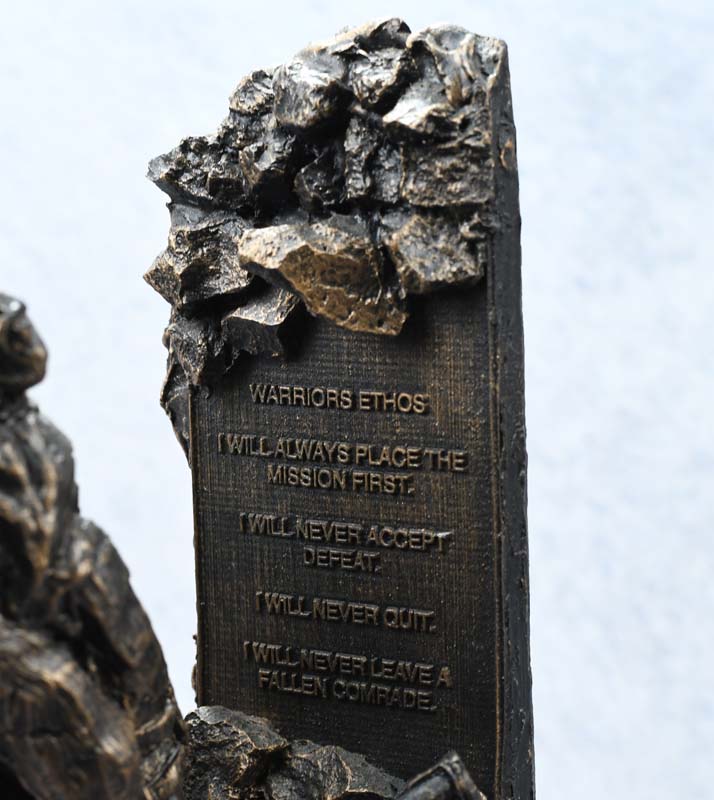 WARRIORS ETHOS
I WILL ALWAYS PLACE THE
MISSION FIRST.
I WILL NEVER ACCEPT
DEFEAT.
I WILL NEVER QUIT.
I WILL NEVER LEAVE A
FALLEN COMRADE.